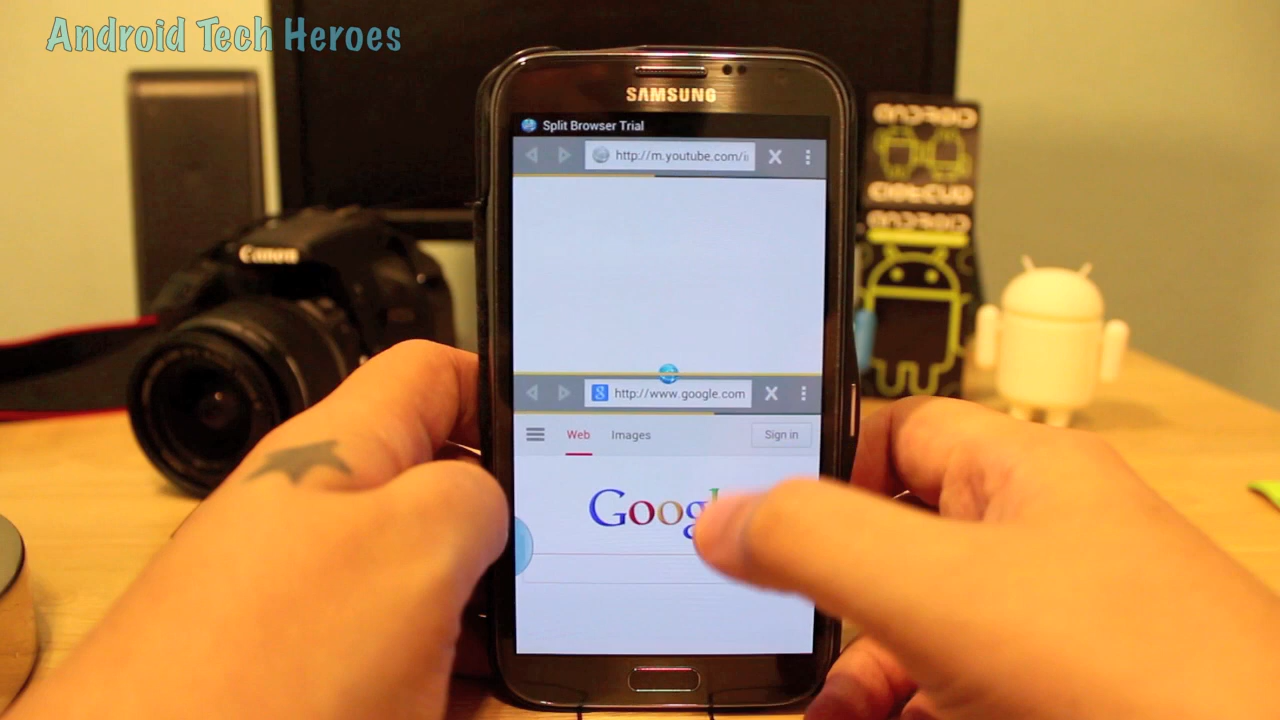 Android Tech Heroes
SAMSUNG
Split Browser Trial
http://m.youtube.com/i
Canon
http://www.google.com
Web Images Sign in
Goog